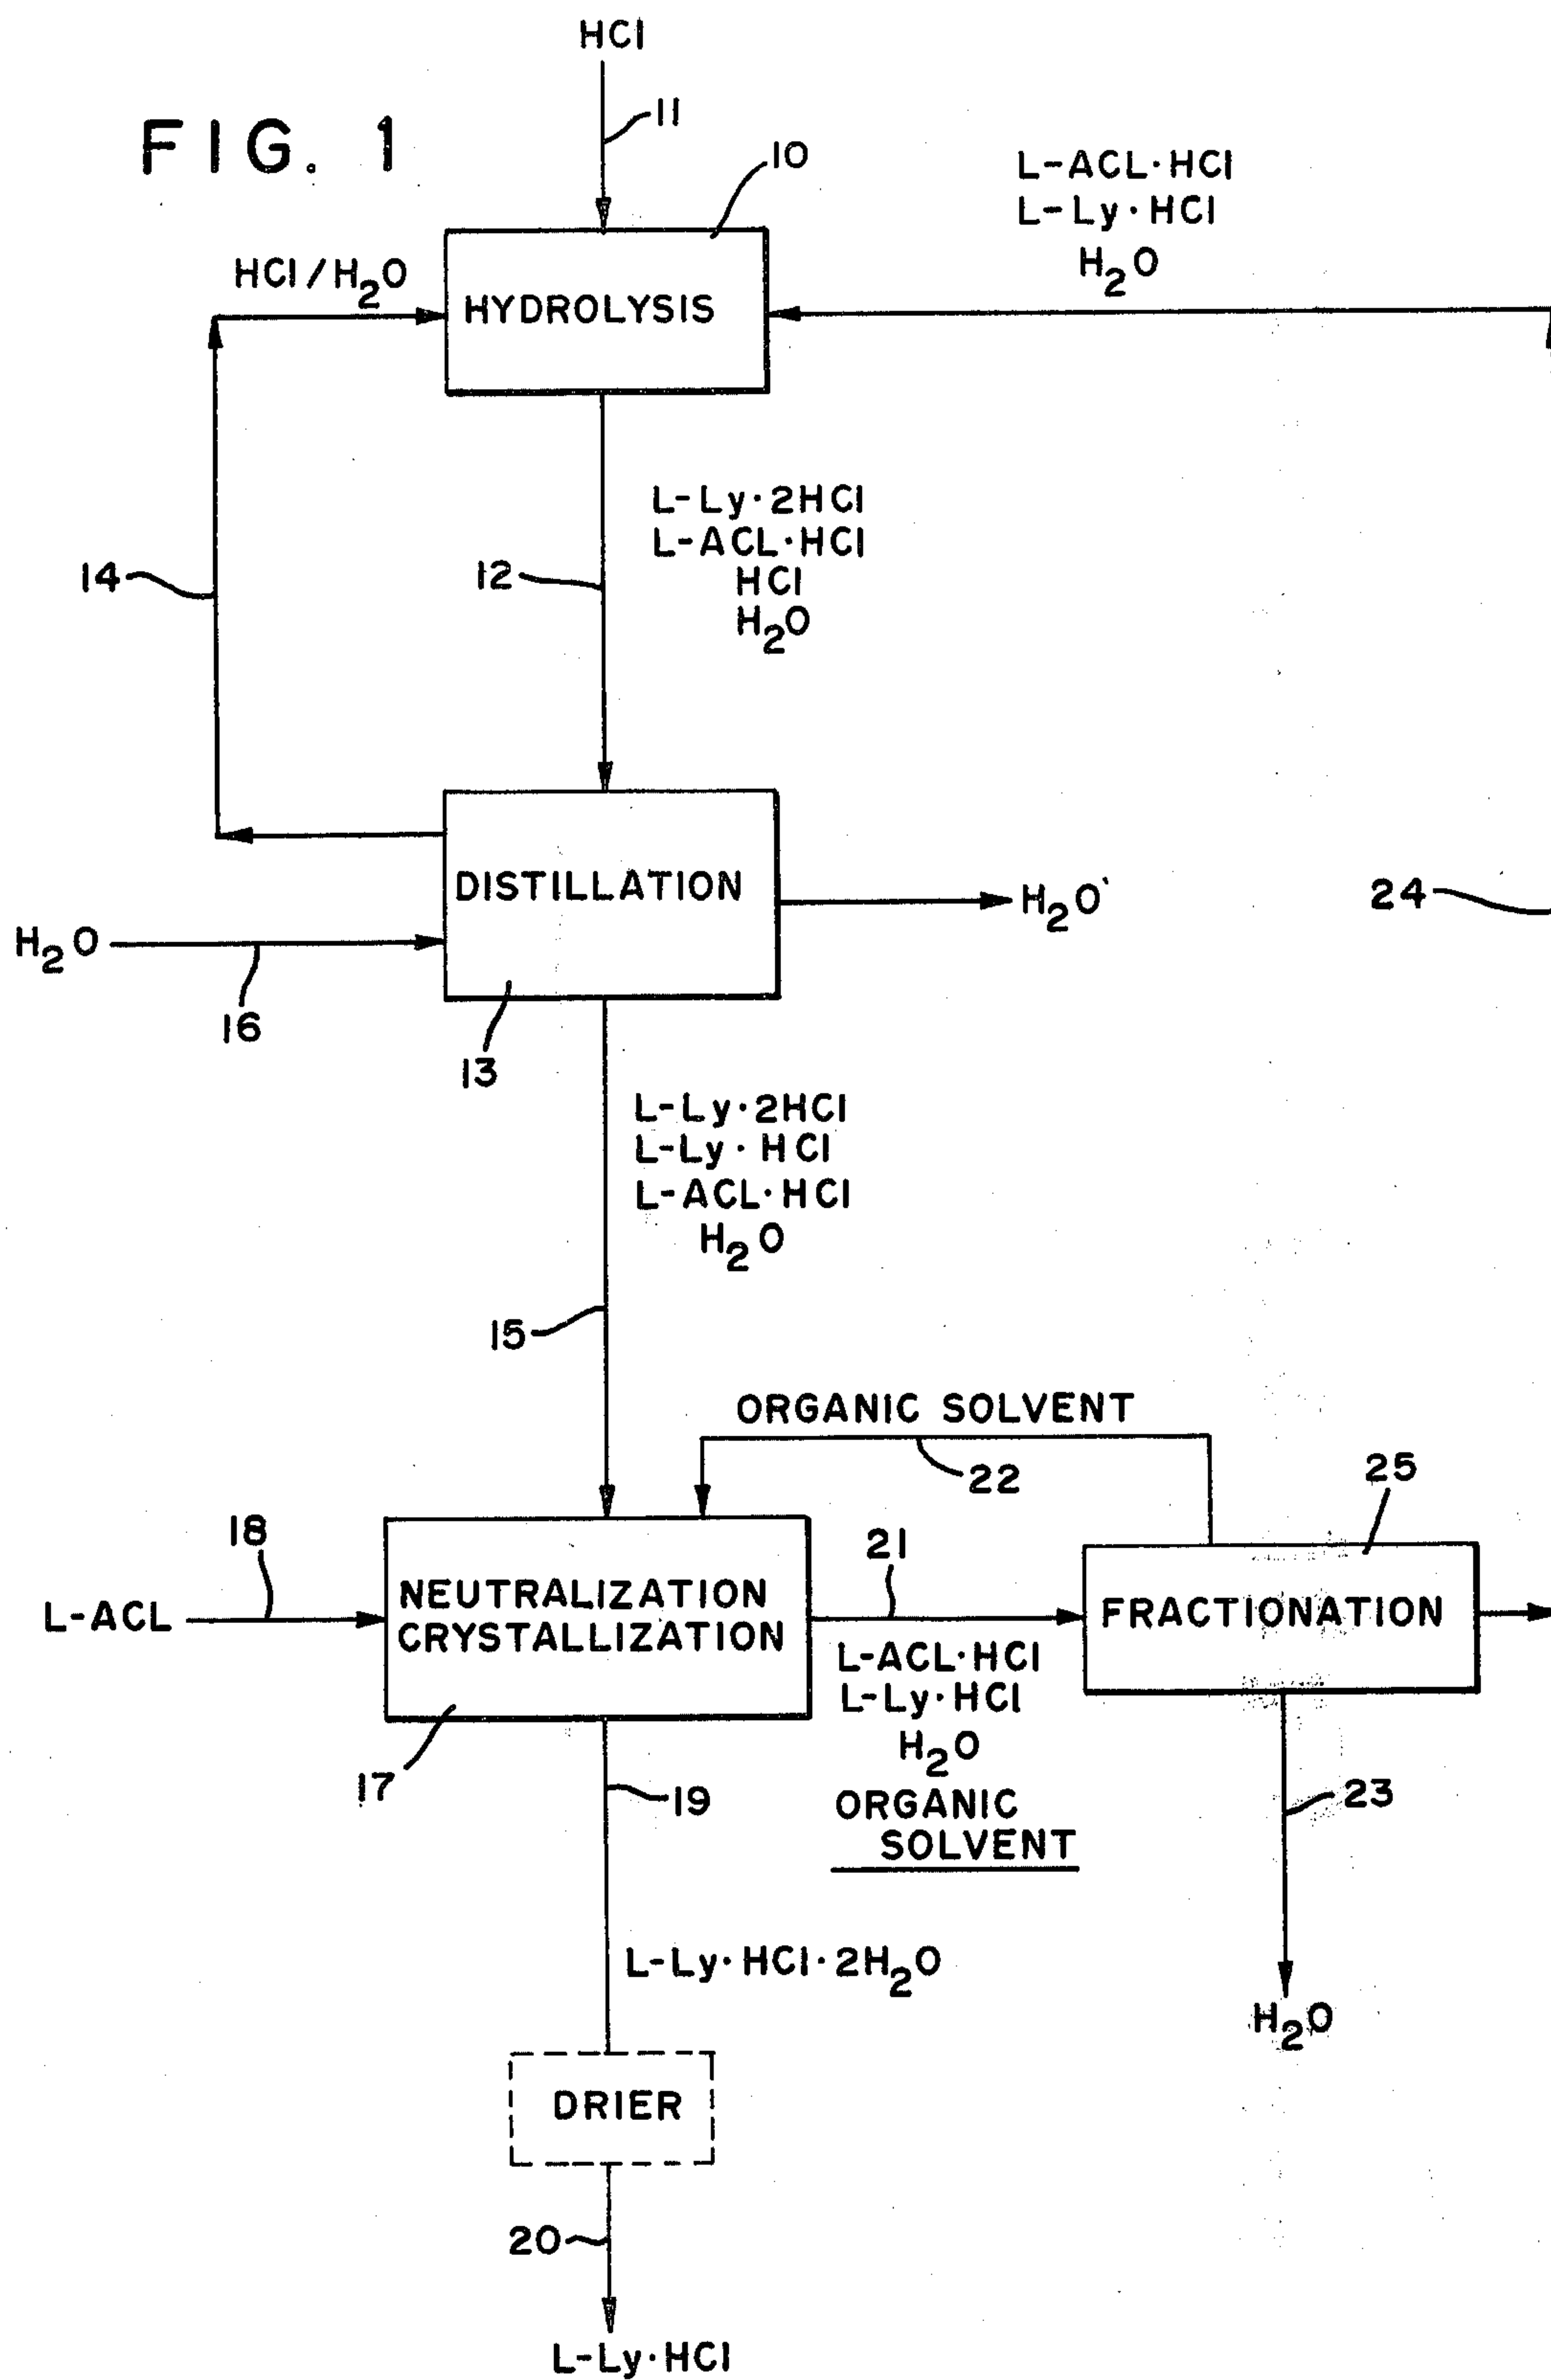 HCl
FIG. 1
11
10
L-ACL·HCl
L-Ly·HCl
H₂O
HCl/H₂O
HYDROLYSIS
L-Ly·2HCl
L-ACL·HCl
HCl
H₂O
14
12
DISTILLATION
H₂O
24
H₂O
16
13
L-Ly·2HCl
L-Ly·HCl
L-ACL·HCl
H₂O
15
ORGANIC SOLVENT
22
25
18
21
L-ACL
NEUTRALIZATION
CRYSTALLIZATION
FRACTIONATION
L-ACL·HCl
L-Ly·HCl
H₂O
ORGANIC
SOLVENT
17
19
23
L-Ly·HCl·2H₂O
H₂O
DRIER
20
L-Ly·HCl